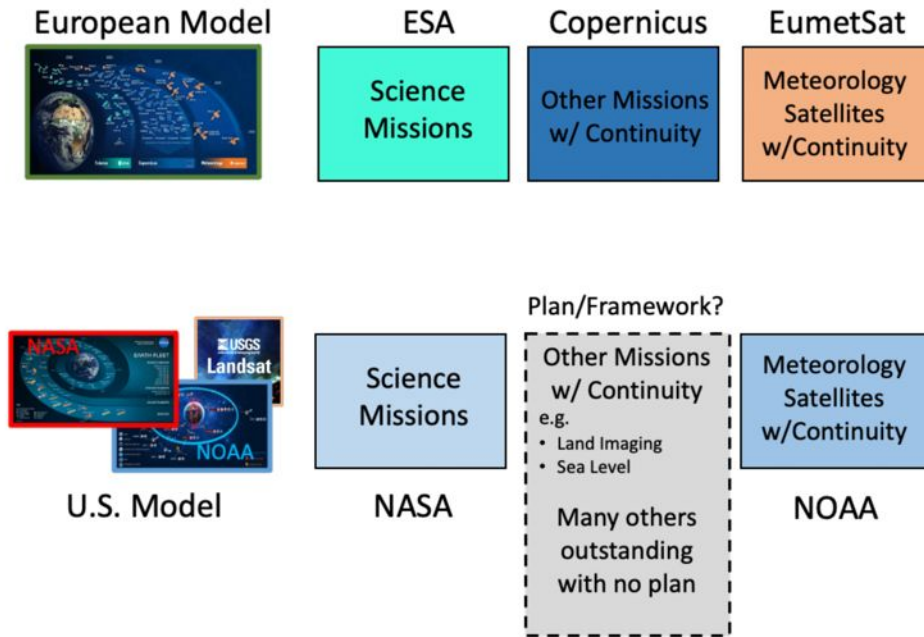 European Model
ESA
Copernicus
EumetSat
Science
Missions
Other Missions
w/ Continuity
Meteorology
Satellites
w/Continuity
Plan/Framework?
NASA
EARTH FLEET
USGS
Landsat
NOAA
Science
Missions
Other Missions
w/ Continuity
e.g.
• Land Imaging
• Sea Level
Many others
outstanding
with no plan
Meteorology
Satellites
w/Continuity
U.S. Model
NASA
NOAA